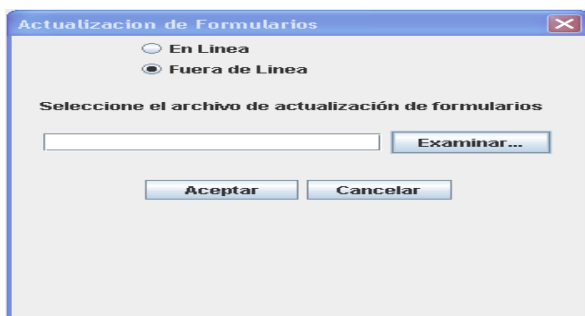 Actualizacion de Formularios
En Linea
Fuera de Linea
Seleccione el archivo de actualización de formularios
Examinar...
Aceptar Cancelar